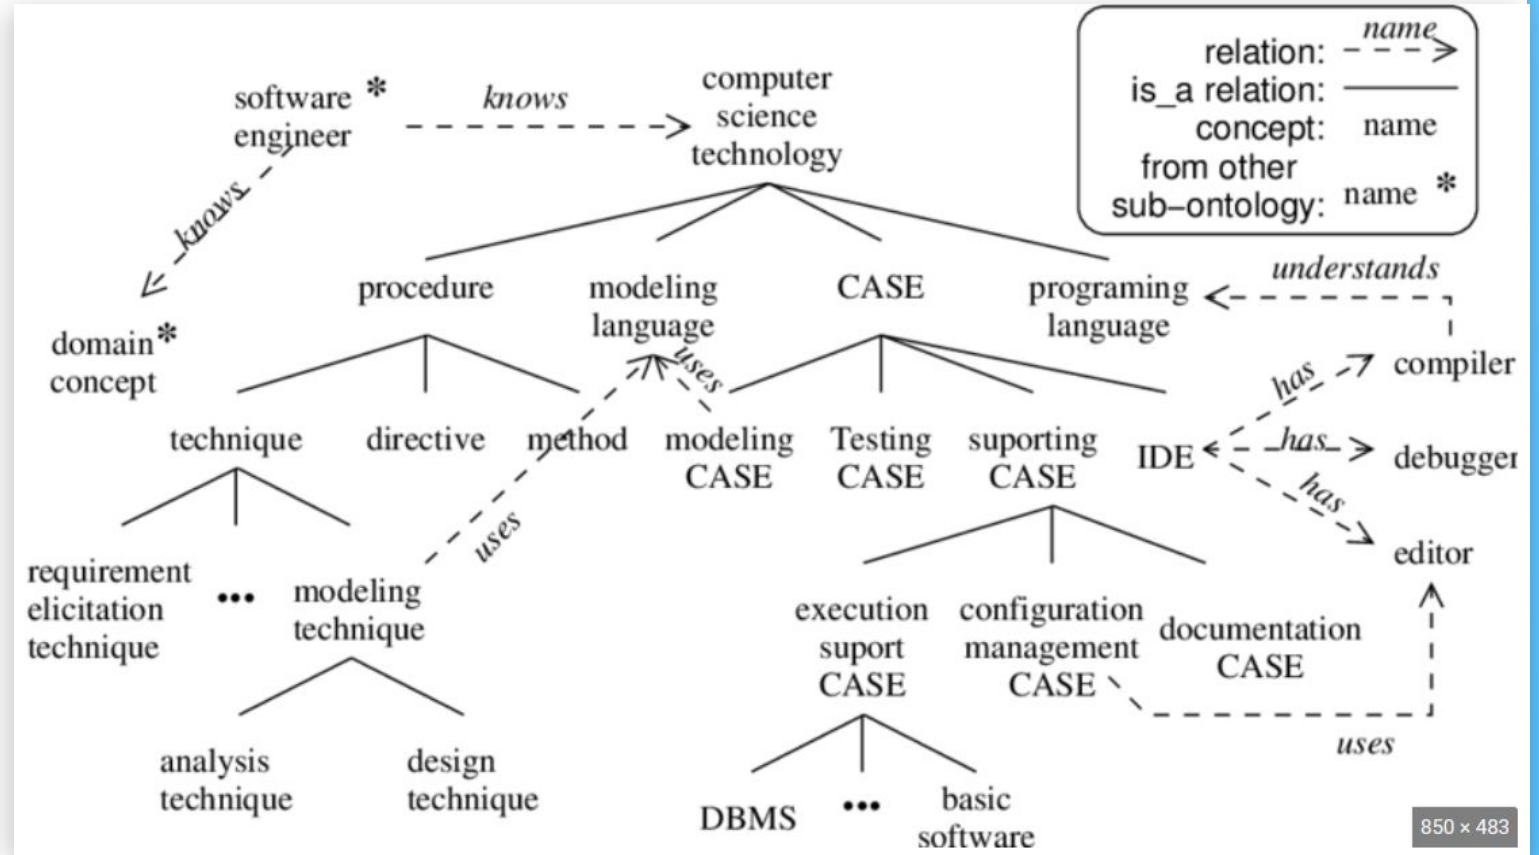 name
relation:
is_a relation:
concept: name
from other
sub–ontology: name *
software *
engineer
knows
computer
science
technology
knows
domain*
concept
procedure
modeling
language
CASE
programing
language
understands
compiler
uses
has
technique
directive
method
modeling
CASE
Testing
CASE
suporting
CASE
IDE
has
debugger
has
editor
uses
requirement
elicitation
technique
•••
modeling
technique
execution
suport
CASE
configuration
management
CASE
documentation
CASE
uses
analysis
technique
design
technique
DBMS
•••
basic
software
850 × 483